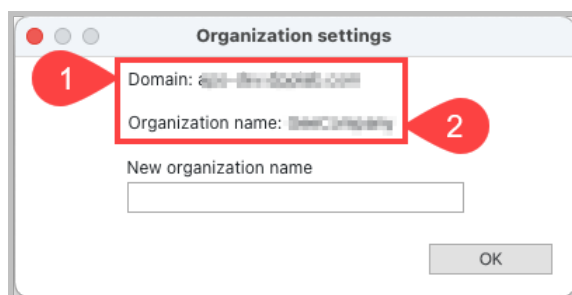 Organization settings
1
Domain:
Organization name:
2
New organization name
OK